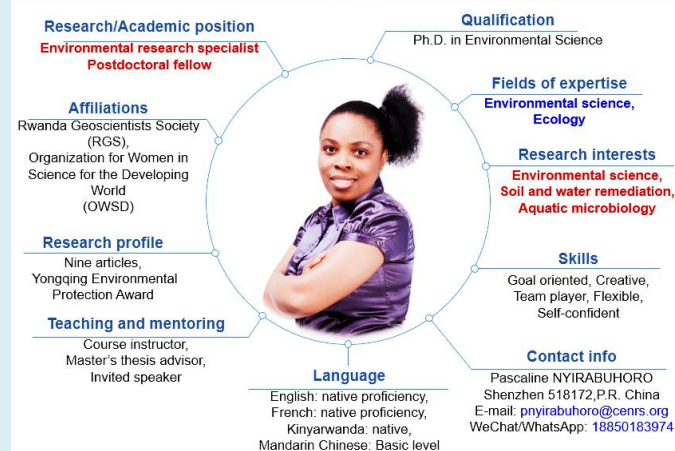 Research/Academic position
Environmental research specialist
Postdoctoral fellow
Qualification
Ph.D. in Environmental Science
Affiliations
Rwanda Geoscientists Society
(RGS),
Organization for Women in
Science for the Developing
World
(OWSD)
Fields of expertise
Environmental science,
Ecology
Research interests
Environmental science,
Soil and water remediation,
Aquatic microbiology
Research profile
Nine articles,
Yongqing Environmental
Protection Award
Skills
Goal oriented, Creative,
Team player, Flexible,
Self-confident
Teaching and mentoring
Course instructor,
Master's thesis advisor,
Invited speaker
Language
English: native proficiency,
French: native proficiency,
Kinyarwanda: native,
Mandarin Chinese: Basic level
Contact info
Pascaline NYIRABUHORO
Shenzhen 518172,P.R. China
E-mail: pnyirabuhoro@cenrs.org
WeChat/WhatsApp: 18850183974